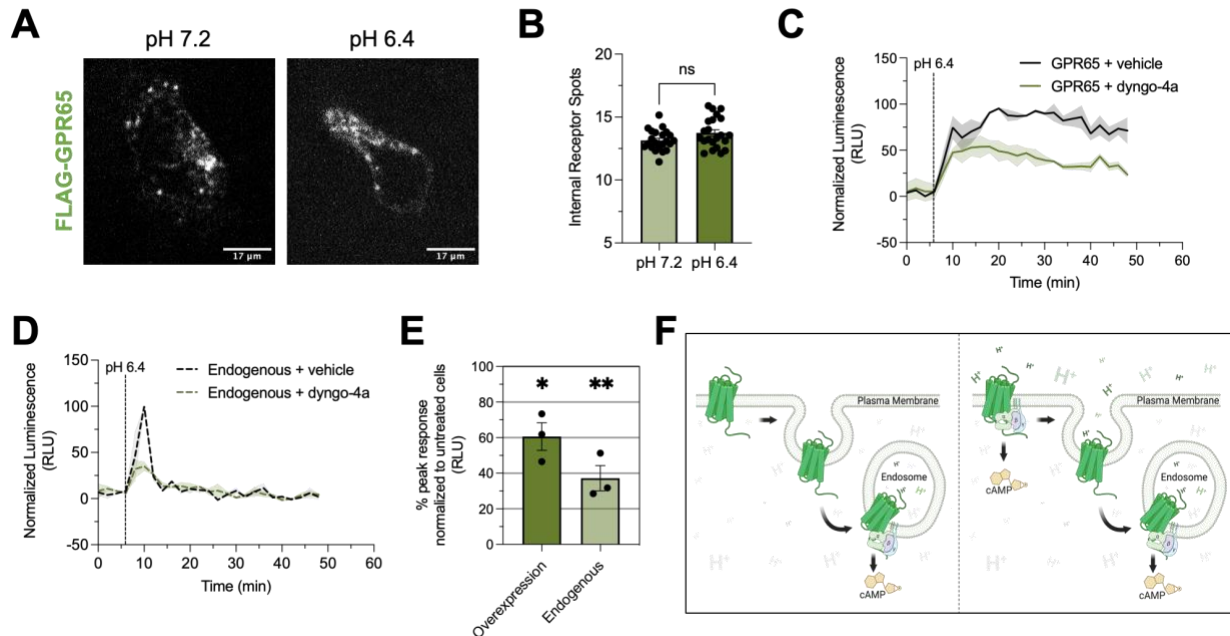 A
pH 7.2
pH 6.4
FLAG-GPR65
17 µm
17 µm
B
20
15
10
5
Internal Receptor Spots
ns
pH 7.2
pH 6.4
C
pH 6.4
GPR65 + vehicle
GPR65 + dyngo-4a
150
100
50
0
-50
Normalized Luminescence
(RLU)
0 10 20 30 40 50 60
Time (min)
D
pH 6.4
Endogenous + vehicle
Endogenous + dyngo-4a
150
100
50
0
-50
Normalized Luminescence
(RLU)
0 10 20 30 40 50 60
Time (min)
E
100
80
60
40
20
0
% peak response
normalized to untreated cells
(RLU)
* **
Overexpression
Endogenous
F
Plasma Membrane
Endosome
H⁺
cAMP
H⁺
Plasma Membrane
cAMP
Endosome
H⁺
cAMP